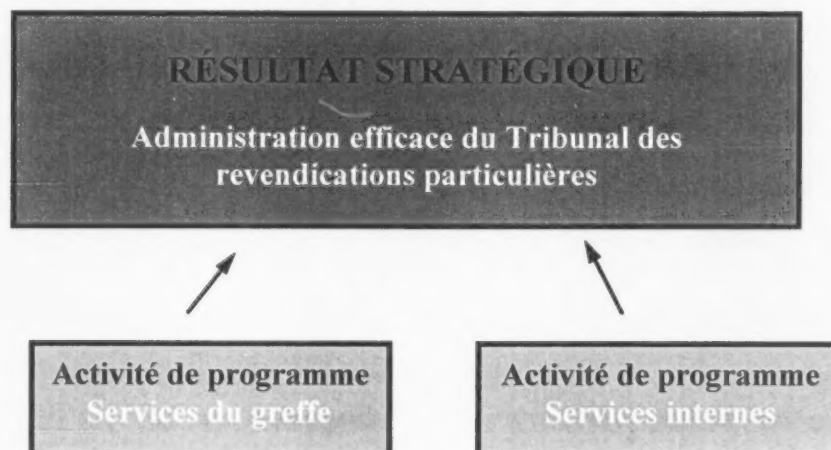 RÉSULTAT STRATÉGIQUE
Administration efficace du Tribunal des
revendications particulières
Activité de programme
Services du greffe
Activité de programme
Services internes